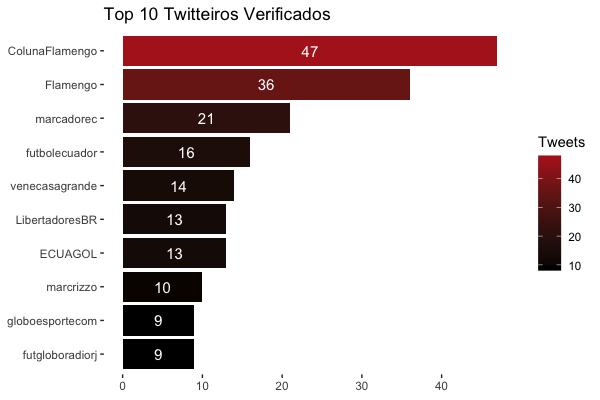 Top 10 Twitteiros Verificados
ColunaFlamengo 47
Flamengo 36
marcadorec 21
futbolecuador 16
venecasagrande 14
LibertadoresBR 13
ECUAGOL 13
marcrizzo 10
globoesportecom 9
futgloboradiorj 9
0 10 20 30 40
Tweets
40
30
20
10